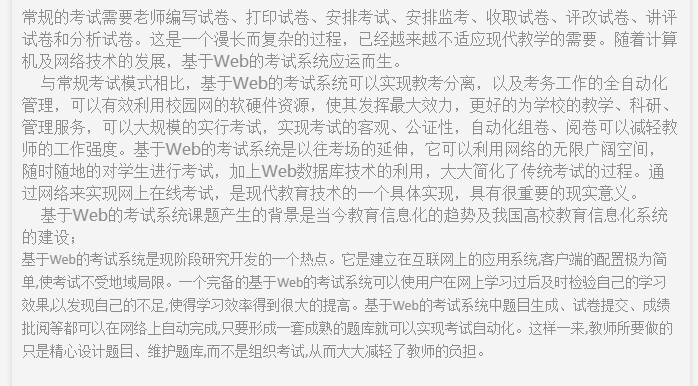 常规的考试需要老师编写试卷、打印试卷、安排考试、安排监考、收取试卷、评改试卷、讲评
试卷和分析试卷。这是一个漫长而复杂的过程，已经越来越不适应现代教学的需要。随着计算
机及网络技术的发展，基于Web的考试系统应运而生。
与常规考试模式相比，基于Web的考试系统可以实现教考分离，以及考务工作的全自动化
管理，可以有效利用校园网的软硬件资源，使其发挥最大效力，更好的为学校的教学、科研、
管理服务，可以大规模的实行考试，实现考试的客观、公证性，自动化组卷、阅卷可以减轻教
师的工作强度。基于Web的考试系统是以往考场的延伸，它可以利用网络的无限广阔空间，
随时随地的对学生进行考试，加上Web数据库技术的利用，大大简化了传统考试的过程。通
过网络来实现网上在线考试，是现代教育技术的一个具体实现，具有很重要的现实意义。
基于Web的考试系统课题产生的背景是当今教育信息化的趋势及我国高校教育信息化系统
的建设；
基于Web的考试系统是现阶段研究开发的一个热点。它是建立在互联网上的应用系统,客户端的配置极为简
单,使考试不受地域局限。一个完备的基于Web的考试系统可以使用户在网上学习过后及时检验自己的学习
效果,以发现自己的不足,使得学习效率得到很大的提高。基于Web的考试系统中题目生成、试卷提交、成绩
批阅等都可以在网络上自动完成,只要形成一套成熟的题库就可以实现考试自动化。这样一来,教师所要做的
只是精心设计题目、维护题库,而不是组织考试,从而大大减轻了教师的负担。